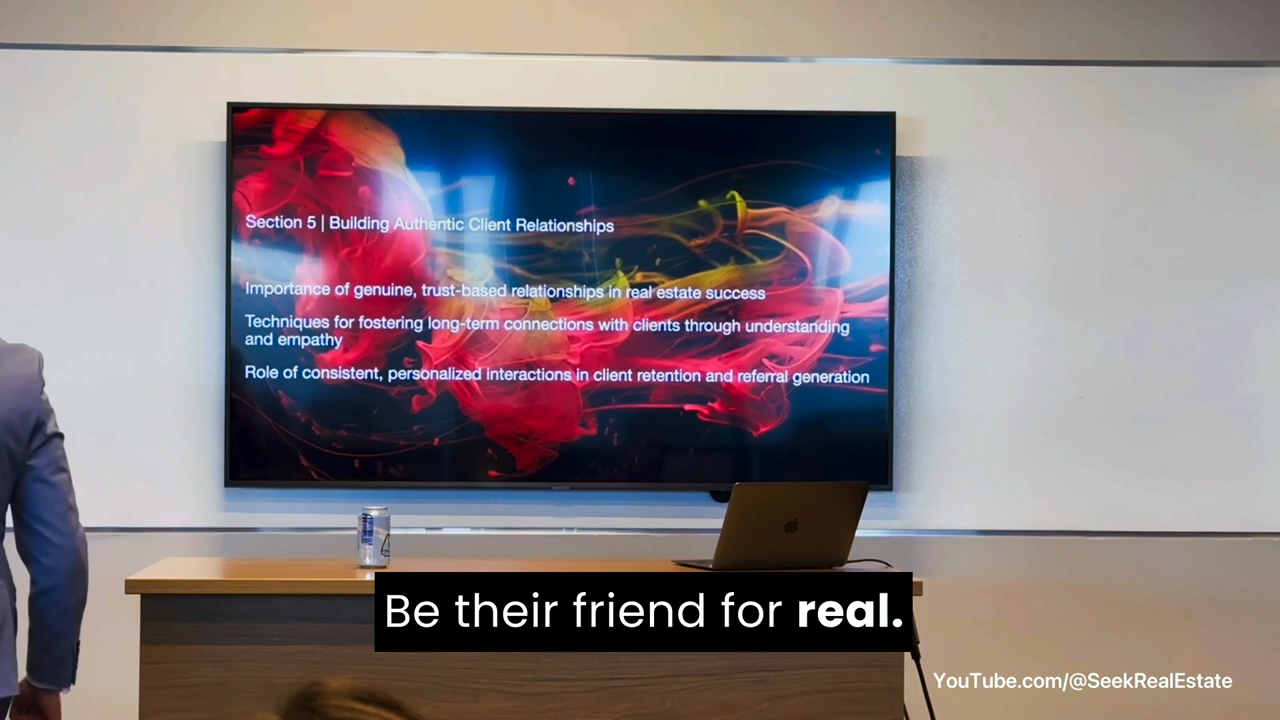 Section 5 | Building Authentic Client Relationships
Importance of genuine, trust-based relationships in real estate success
Techniques for fostering long-term connections with clients through understanding
and empathy
Role of consistent, personalized interactions in client retention and referral generation
Be their friend for real.
YouTube.com/@SeekRealEstate